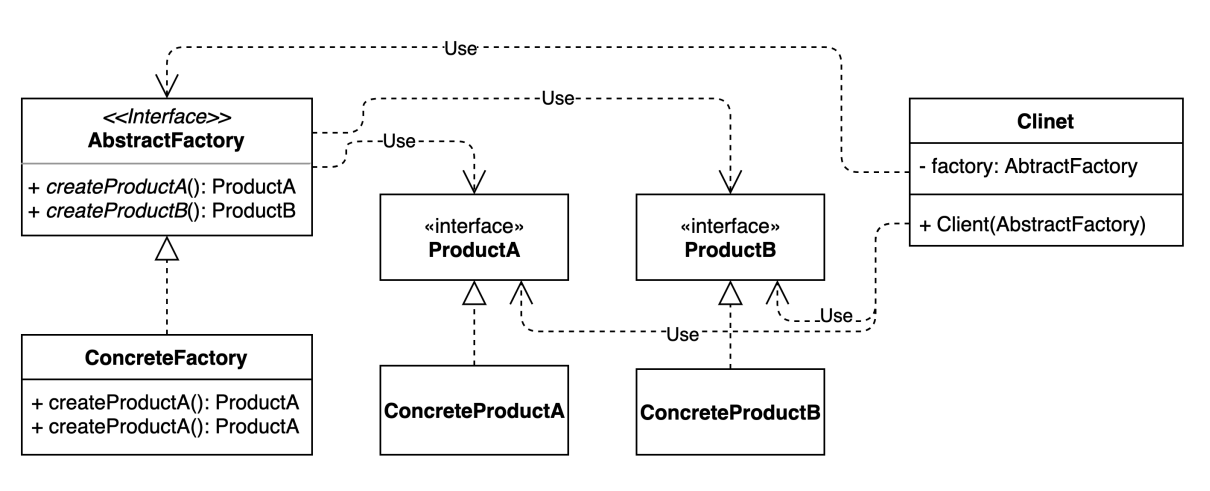 Use
<<Interface>>
AbstractFactory
+ createProductA(): ProductA
+ createProductB(): ProductB
Use
Use
«interface»
ProductA
«interface»
ProductB
Clinet
- factory: AbtractFactory
+ Client(AbstractFactory)
Use
Use
ConcreteFactory
+ createProductA(): ProductA
+ createProductA(): ProductA
ConcreteProductA
ConcreteProductB